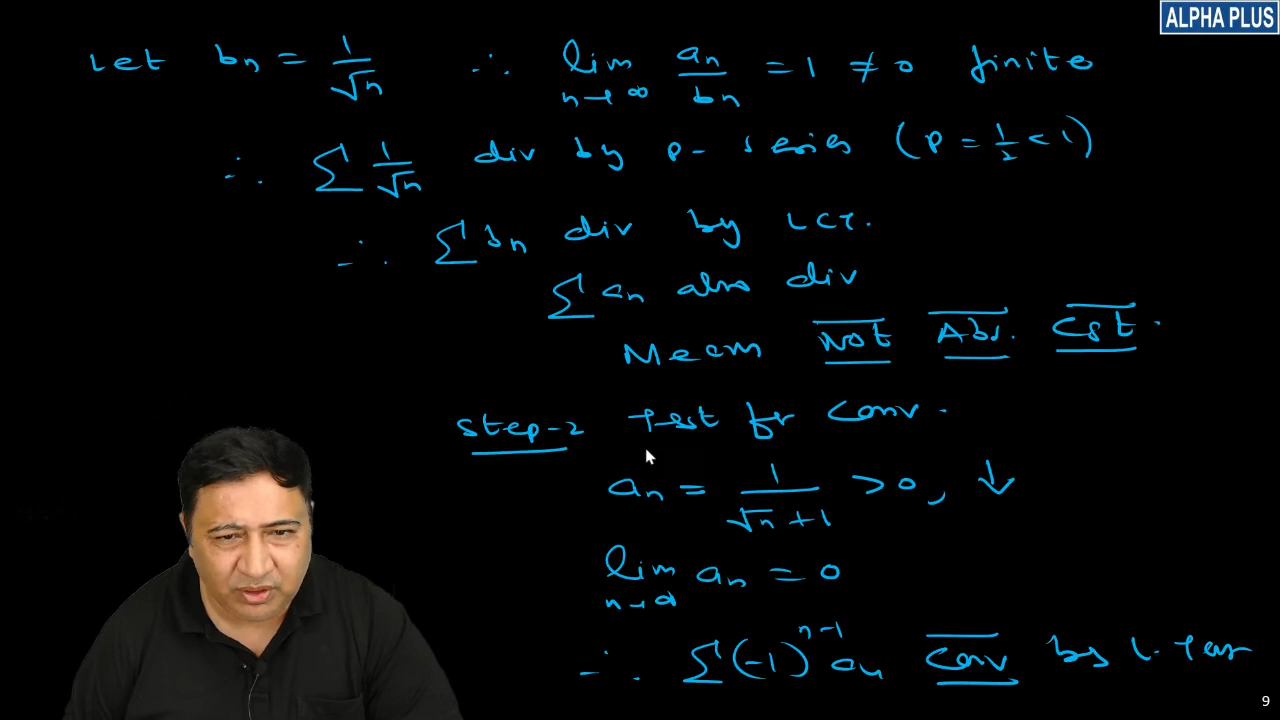 ALPHA PLUS
Let bn = 1/√n ∴ lim n→∞ an/bn = 1 ≠ 0 finite
∴ ∑ 1/√n div by p- series (p = 1/2 < 1)
∴ ∑ bn div by LCT.
∑ an also div
Mean Not Abs. Cgt.
Step-2 Test for Conv.
an = 1/√n+1 > 0, ↓
lim n→∞ an = 0
∴ ∑(-1)^n-1 an Conv by L. Test
9